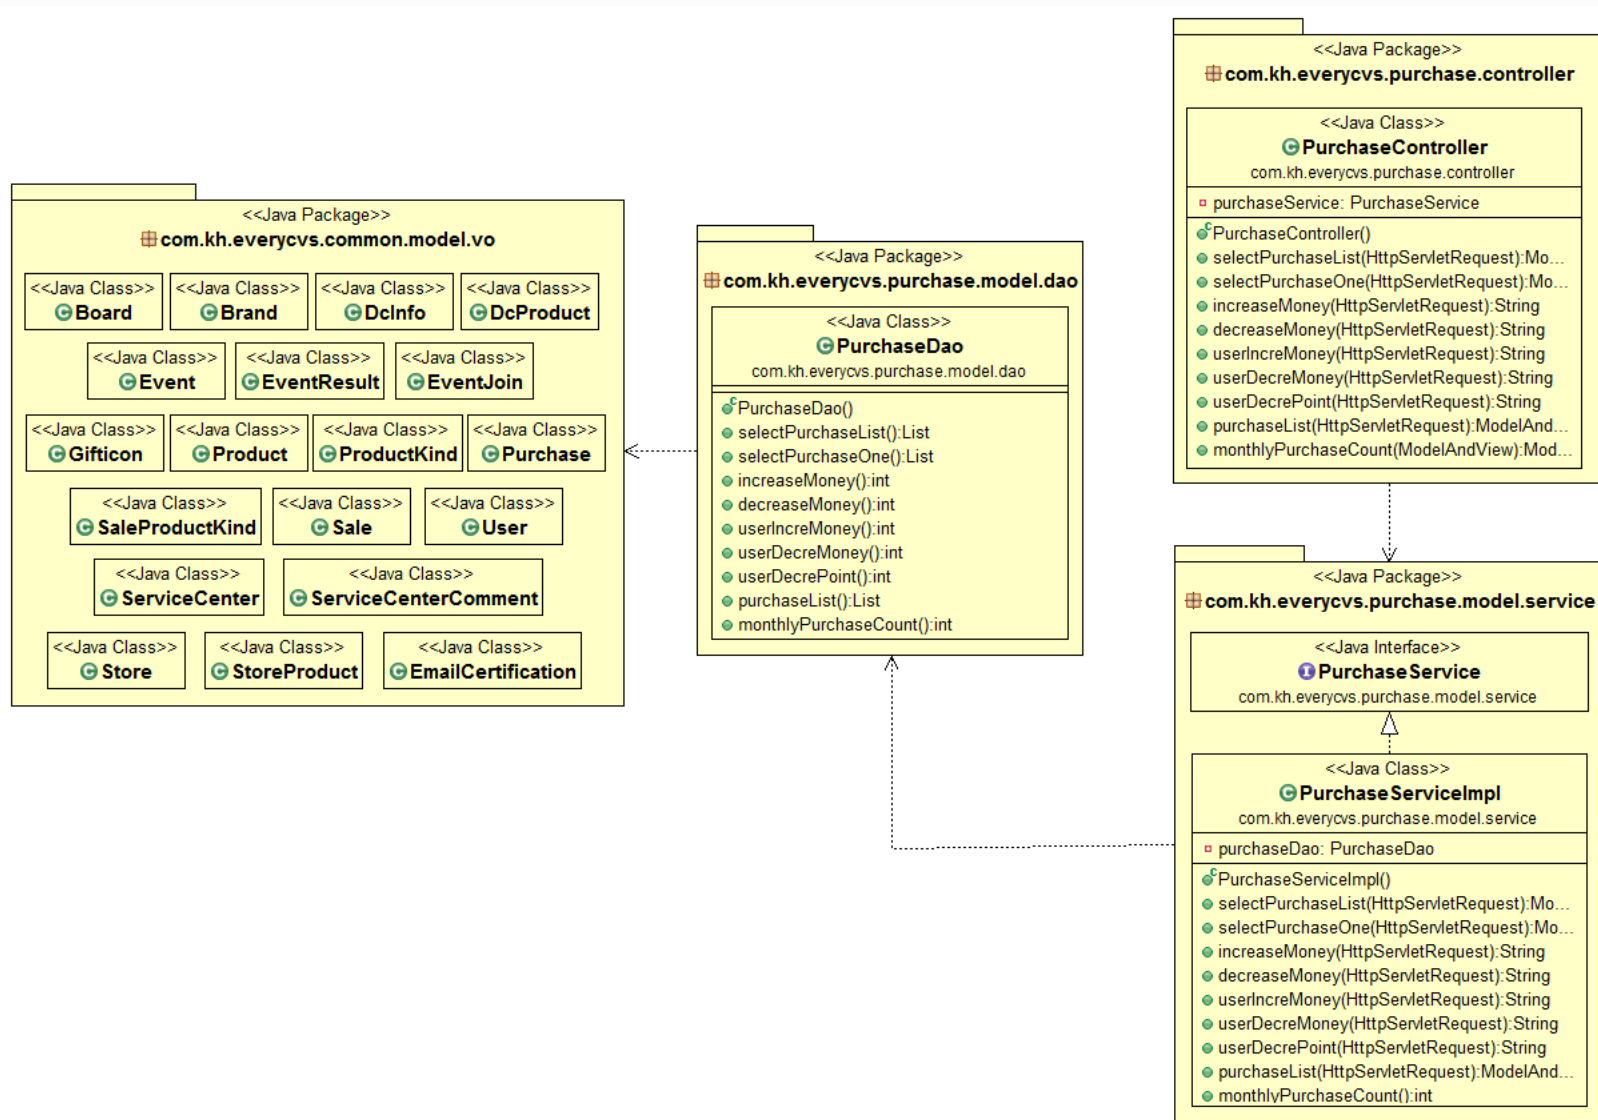 <<Java Package>>
com.kh.everycvs.common.model.vo
<<Java Class>> <<Java Class>> <<Java Class>> <<Java Class>>
Board Brand DcInfo DcProduct
<<Java Class>> <<Java Class>> <<Java Class>>
Event EventResult EventJoin
<<Java Class>> <<Java Class>> <<Java Class>> <<Java Class>>
Gifticon Product ProductKind Purchase
<<Java Class>> <<Java Class>> <<Java Class>>
SaleProductKind Sale User
<<Java Class>> <<Java Class>>
ServiceCenter ServiceCenterComment
<<Java Class>> <<Java Class>> <<Java Class>>
Store StoreProduct EmailCertification
<<Java Package>>
com.kh.everycvs.purchase.model.dao
<<Java Class>>
PurchaseDao
com.kh.everycvs.purchase.model.dao
PurchaseDao()
selectPurchaseList():List
selectPurchaseOne():List
increaseMoney():int
decreaseMoney():int
userIncreMoney():int
userDecreMoney():int
userDecrePoint():int
purchaseList():List
monthlyPurchaseCount():int
<<Java Package>>
com.kh.everycvs.purchase.controller
<<Java Class>>
PurchaseController
com.kh.everycvs.purchase.controller
purchaseService: PurchaseService
PurchaseController()
selectPurchaseList(HttpServletRequest):Mo...
selectPurchaseOne(HttpServletRequest):Mo...
increaseMoney(HttpServletRequest):String
decreaseMoney(HttpServletRequest):String
userIncreMoney(HttpServletRequest):String
userDecreMoney(HttpServletRequest):String
userDecrePoint(HttpServletRequest):String
purchaseList(HttpServletRequest):ModelAnd...
monthlyPurchaseCount(ModelAndView):Mod...
<<Java Package>>
com.kh.everycvs.purchase.model.service
<<Java Interface>>
PurchaseService
com.kh.everycvs.purchase.model.service
<<Java Class>>
PurchaseServiceImpl
com.kh.everycvs.purchase.model.service
purchaseDao: PurchaseDao
PurchaseServiceImpl()
selectPurchaseList(HttpServletRequest):Mo...
selectPurchaseOne(HttpServletRequest):Mo...
increaseMoney(HttpServletRequest):String
decreaseMoney(HttpServletRequest):String
userIncreMoney(HttpServletRequest):String
userDecreMoney(HttpServletRequest):String
userDecrePoint(HttpServletRequest):String
purchaseList(HttpServletRequest):ModelAnd...
monthlyPurchaseCount():int